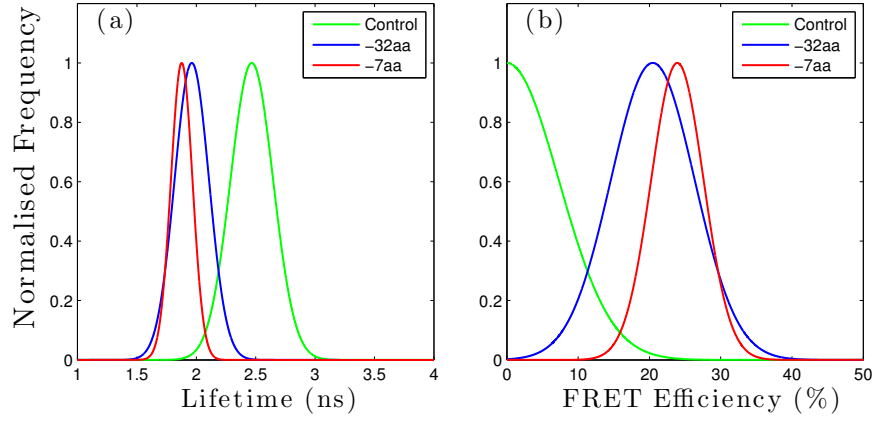 Normalised Frequency
(a)
Control
−32aa
−7aa
1
0.8
0.6
0.4
0.2
0
1 1.5 2 2.5 3 3.5 4
Lifetime (ns)
(b)
Control
−32aa
−7aa
1
0.8
0.6
0.4
0.2
0
0 10 20 30 40 50
FRET Efficiency (%)